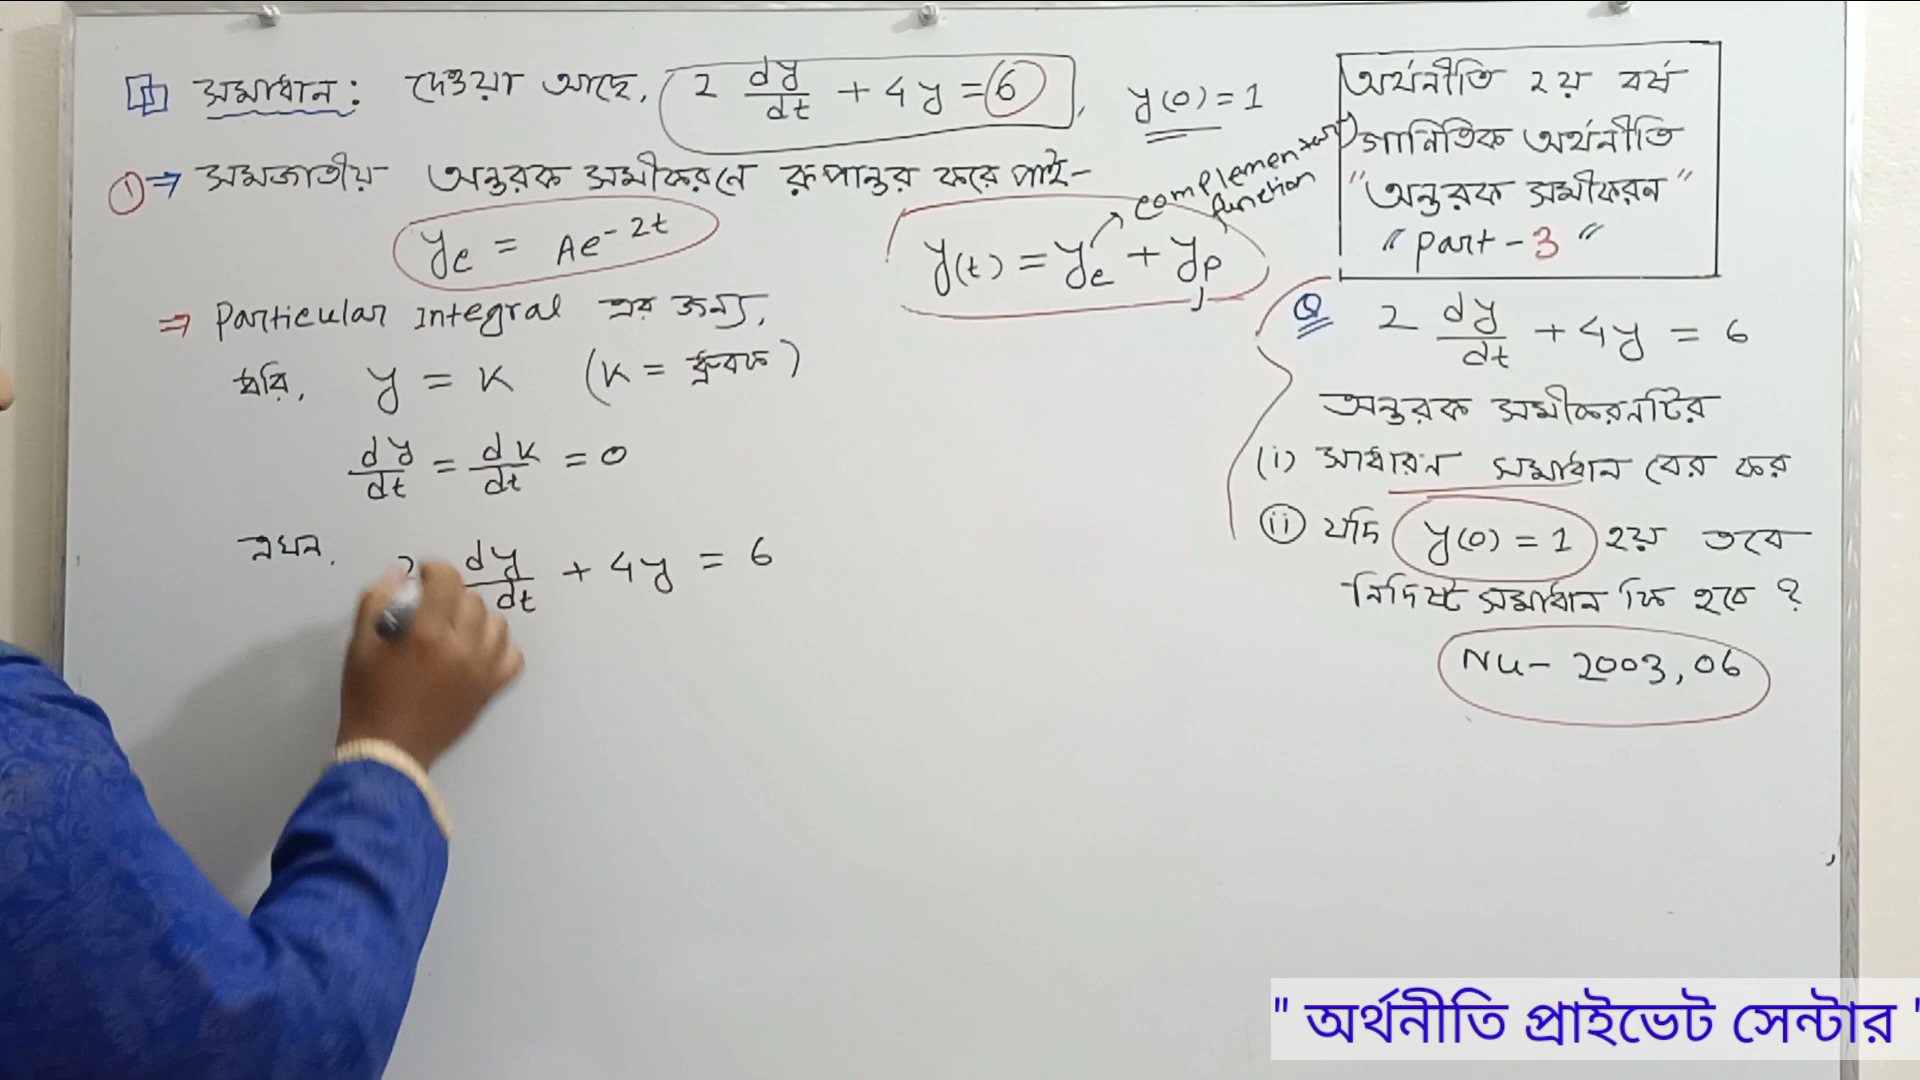 সমাধান: দেওয়া আছে, 2 dy/dt + 4y = 6, y(0) = 1
① ⇒ সমজাতীয় অন্তরক সমীকরনে রূপান্তর করে পাই-
yc = Ae^-2t
y(t) = yc + yp
complementary function
⇒ Particular Integral এর জন্য,
ধরি, y = K (K = ধ্রুবক)
dy/dt = dK/dt = 0
এখন, 2 dy/dt + 4y = 6
অর্থনীতি ২য় বর্ষ
গানিতিক অর্থনীতি
"অন্তরক সমীকরন"
" Part - 3 "
Q 2 dy/dt + 4y = 6
অন্তরক সমীকরনটির
(i) সাধারন সমাধান বের কর
(ii) যদি y(0) = 1 হয় তবে
নির্দিষ্ট সমাধান কি হবে ?
NU- 2003, 06
" অর্থনীতি প্রাইভেট সেন্টার "